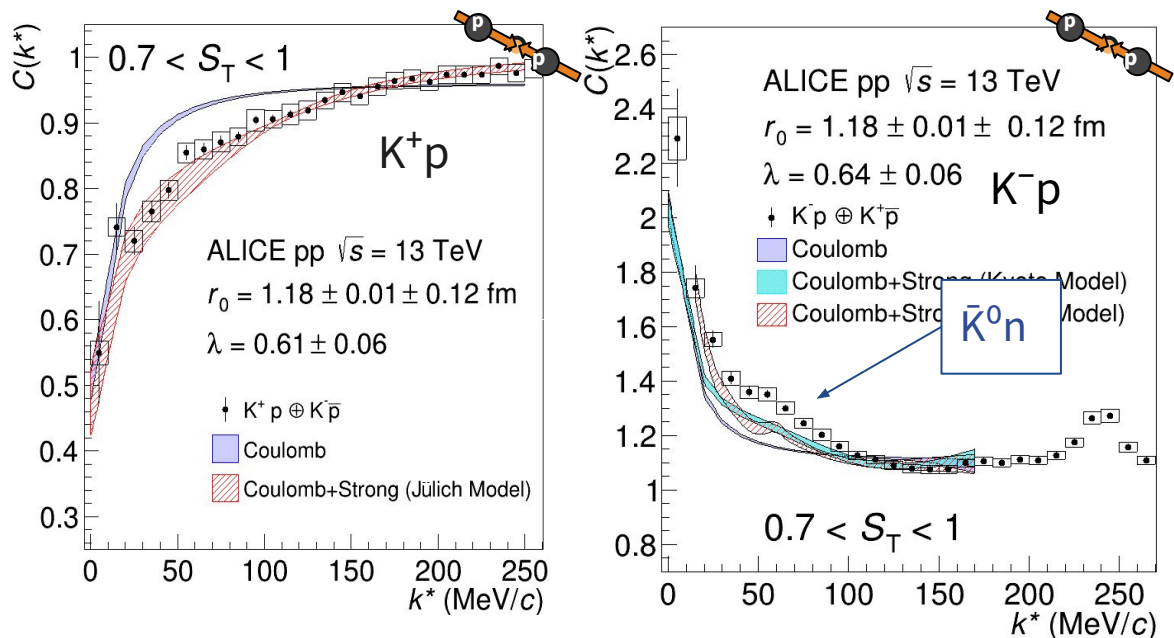 p
p
0.7 < S_T < 1
K⁺p
ALICE pp √s = 13 TeV
r₀ = 1.18 ± 0.01 ± 0.12 fm
λ = 0.61 ± 0.06
K⁺ p ⊕ K⁻p̅
Coulomb
Coulomb+Strong (Jülich Model)
C(k*)
1
0.9
0.8
0.7
0.6
0.5
0.4
0.3
0 50 100 150 200 250
k* (MeV/c)
p
p
ALICE pp √s = 13 TeV
r₀ = 1.18 ± 0.01 ± 0.12 fm
λ = 0.64 ± 0.06
K⁻p
K⁻p ⊕ K⁺p̅
Coulomb
Coulomb+Strong (Kyoto Model)
Coulomb+Stro Model)
K̄⁰n
0.7 < S_T < 1
C(k*)
2.6
2.4
2.2
2
1.8
1.6
1.4
1.2
1
0.8
0 50 100 150 200 250
k* (MeV/c)